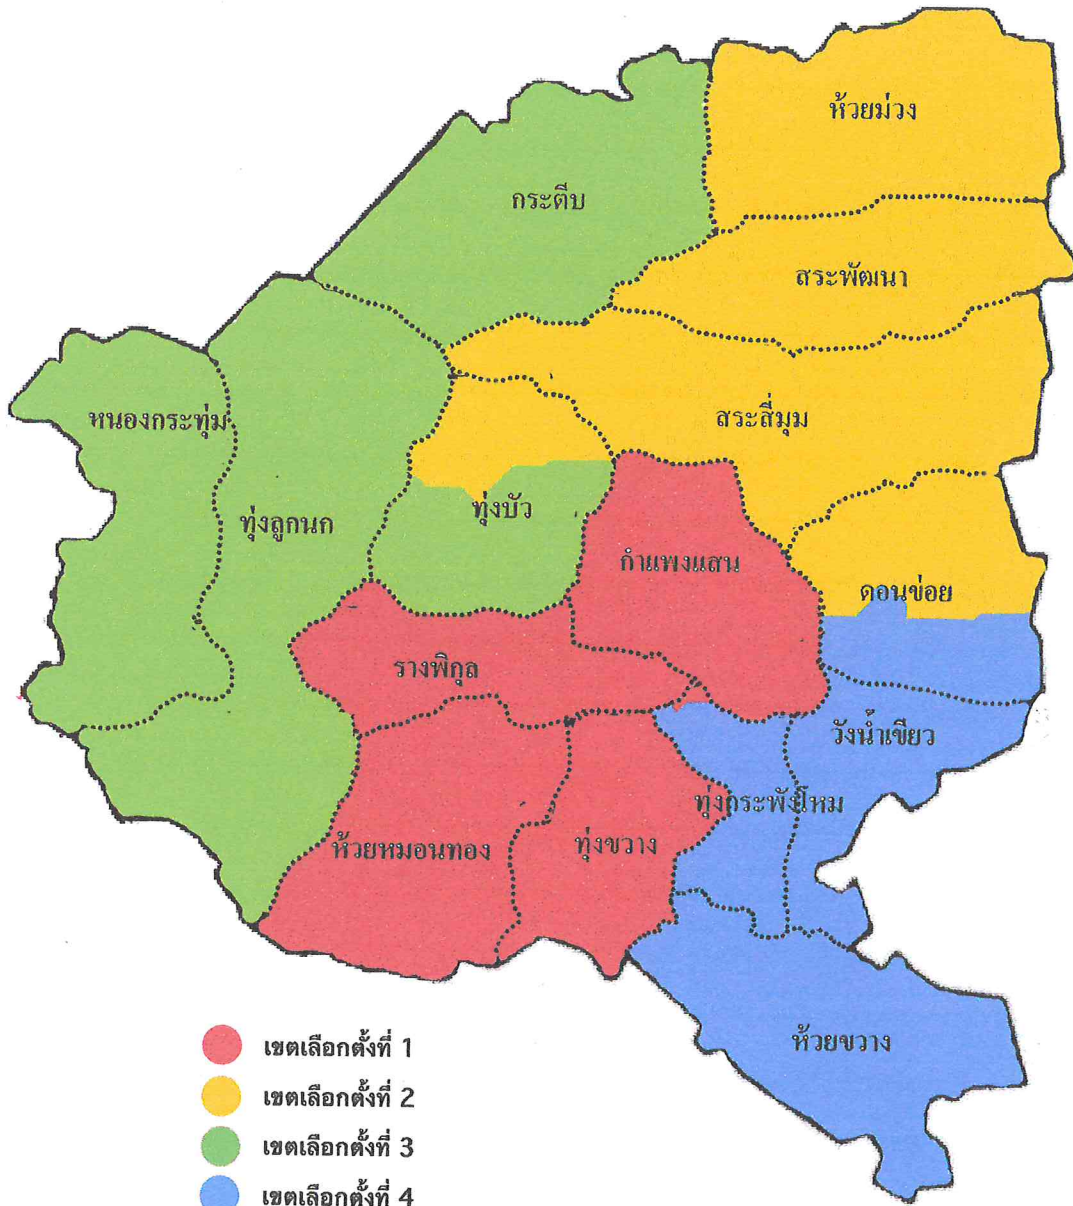 ห้วยม่วง
กระตีบ
สระพัฒนา
สระสี่มุม
หนองกระทุ่ม
ทุ่งลูกนก
ทุ่งบัว
กำแพงแสน
ดอนข่อย
รางพิกุล
วังน้ำเขียว
ทุ่งกระพังโหม
ห้วยหมอนทอง
ทุ่งขวาง
ห้วยขวาง
เขตเลือกตั้งที่ 1
เขตเลือกตั้งที่ 2
เขตเลือกตั้งที่ 3
เขตเลือกตั้งที่ 4